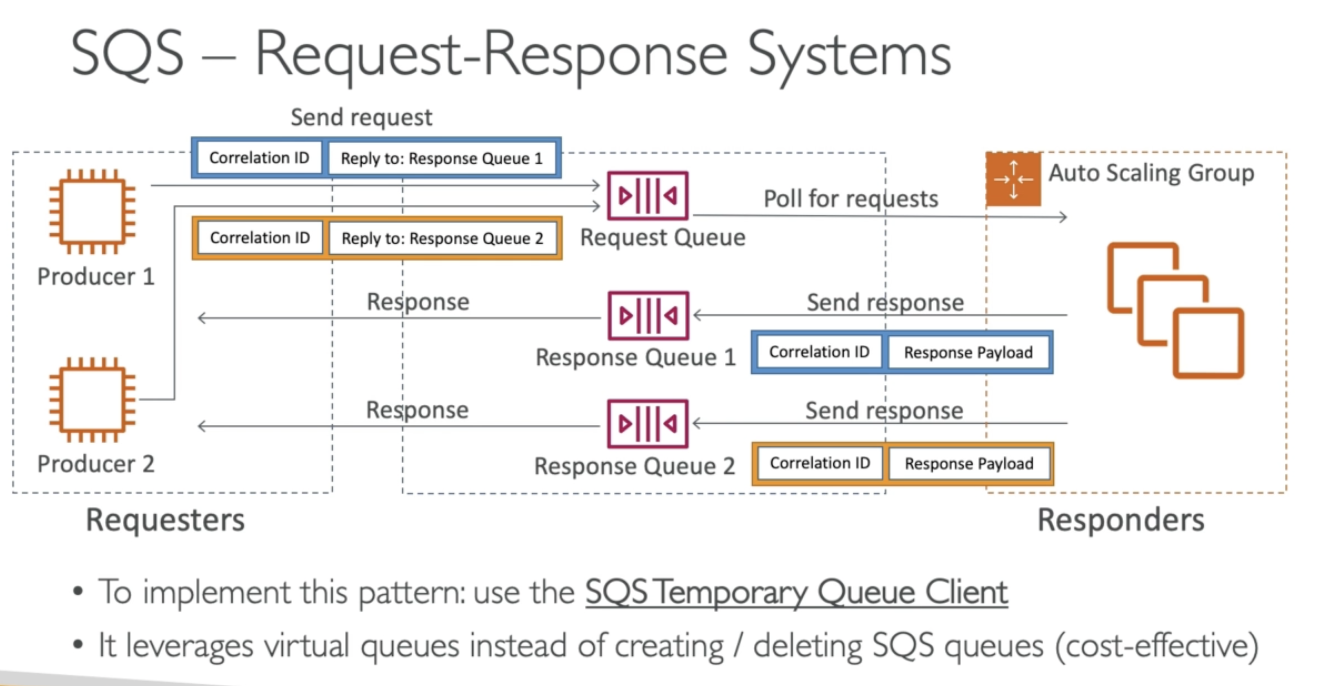 SQS – Request-Response Systems
Send request
Correlation ID Reply to: Response Queue 1
Auto Scaling Group
Poll for requests
Correlation ID Reply to: Response Queue 2
Request Queue
Producer 1
Response
Send response
Response Queue 1
Correlation ID Response Payload
Response
Send response
Producer 2
Response Queue 2
Correlation ID Response Payload
Requesters
Responders
• To implement this pattern: use the SQS Temporary Queue Client
• It leverages virtual queues instead of creating / deleting SQS queues (cost-effective)